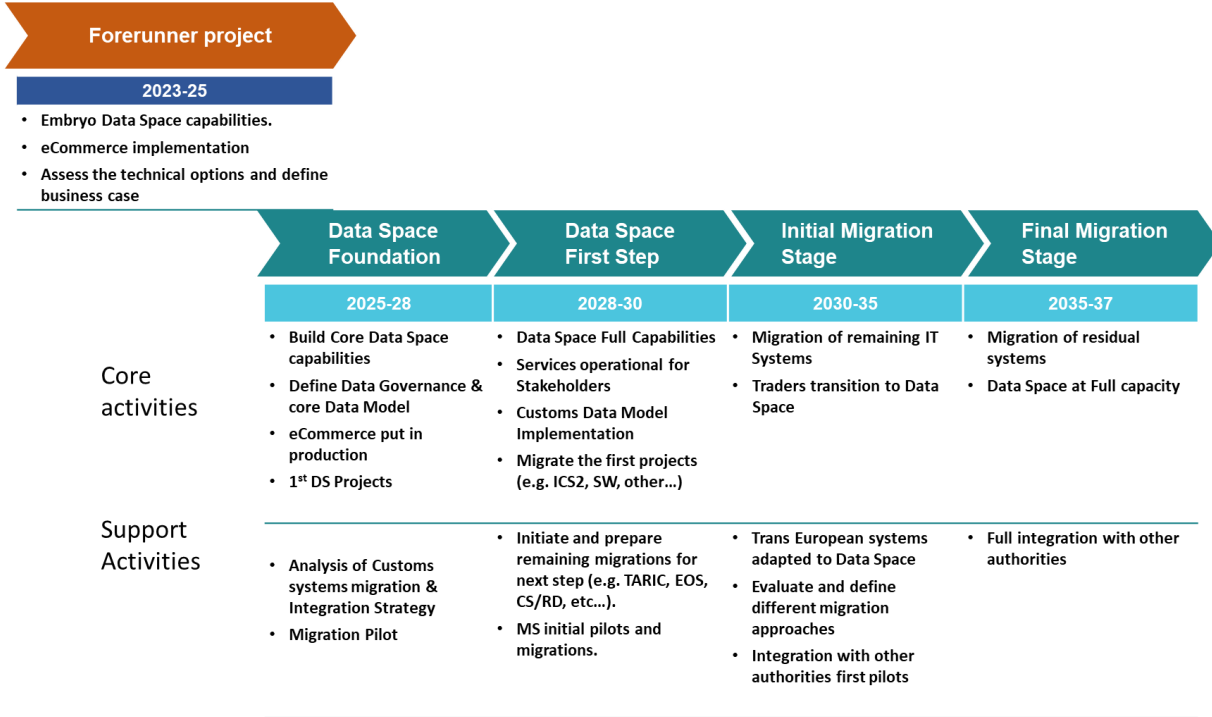 Forerunner project
2023-25
• Embryo Data Space capabilities.
• eCommerce implementation
• Assess the technical options and define
business case
Data Space
Foundation
Data Space
First Step
Initial Migration
Stage
Final Migration
Stage
2025-28
2028-30
2030-35
2035-37
Core
activities
• Build Core Data Space
capabilities
• Define Data Governance &
core Data Model
• eCommerce put in
production
• 1st DS Projects
• Data Space Full Capabilities
• Services operational for
Stakeholders
• Customs Data Model
Implementation
• Migrate the first projects
(e.g. ICS2, SW, other…)
• Migration of remaining IT
Systems
• Traders transition to Data
Space
• Migration of residual
systems
• Data Space at Full capacity
Support
Activities
• Analysis of Customs
systems migration &
Integration Strategy
• Migration Pilot
• Initiate and prepare
remaining migrations for
next step (e.g. TARIC, EOS,
CS/RD, etc…).
• MS initial pilots and
migrations.
• Trans European systems
adapted to Data Space
• Evaluate and define
different migration
approaches
• Integration with other
authorities first pilots
• Full integration with other
authorities